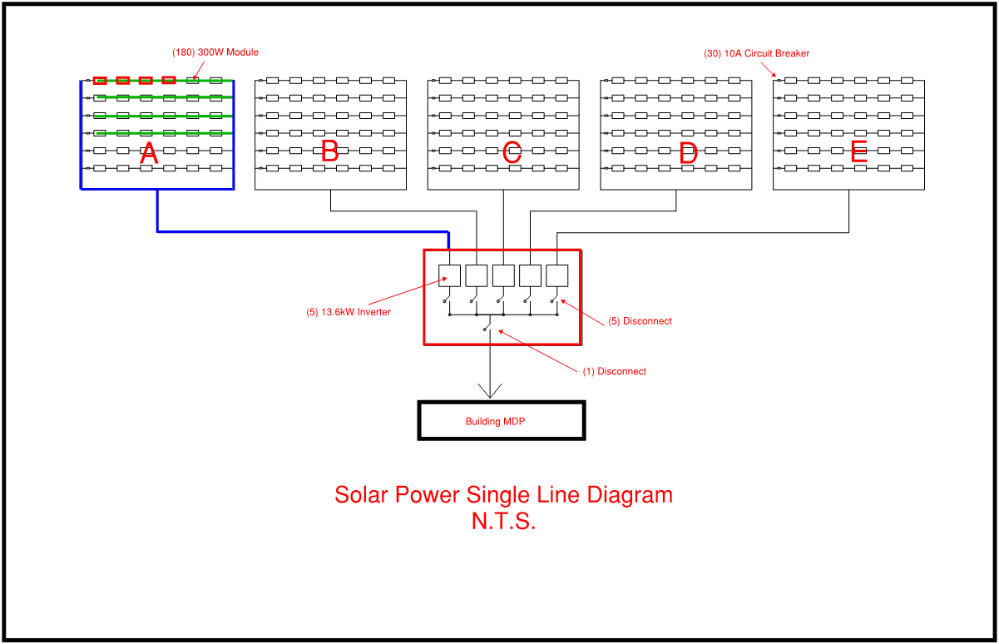 (180) 300W Module
(30) 10A Circuit Breaker
A
B
C
D
E
(5) 13.6kW Inverter
(5) Disconnect
(1) Disconnect
Building MDP
Solar Power Single Line Diagram
N.T.S.